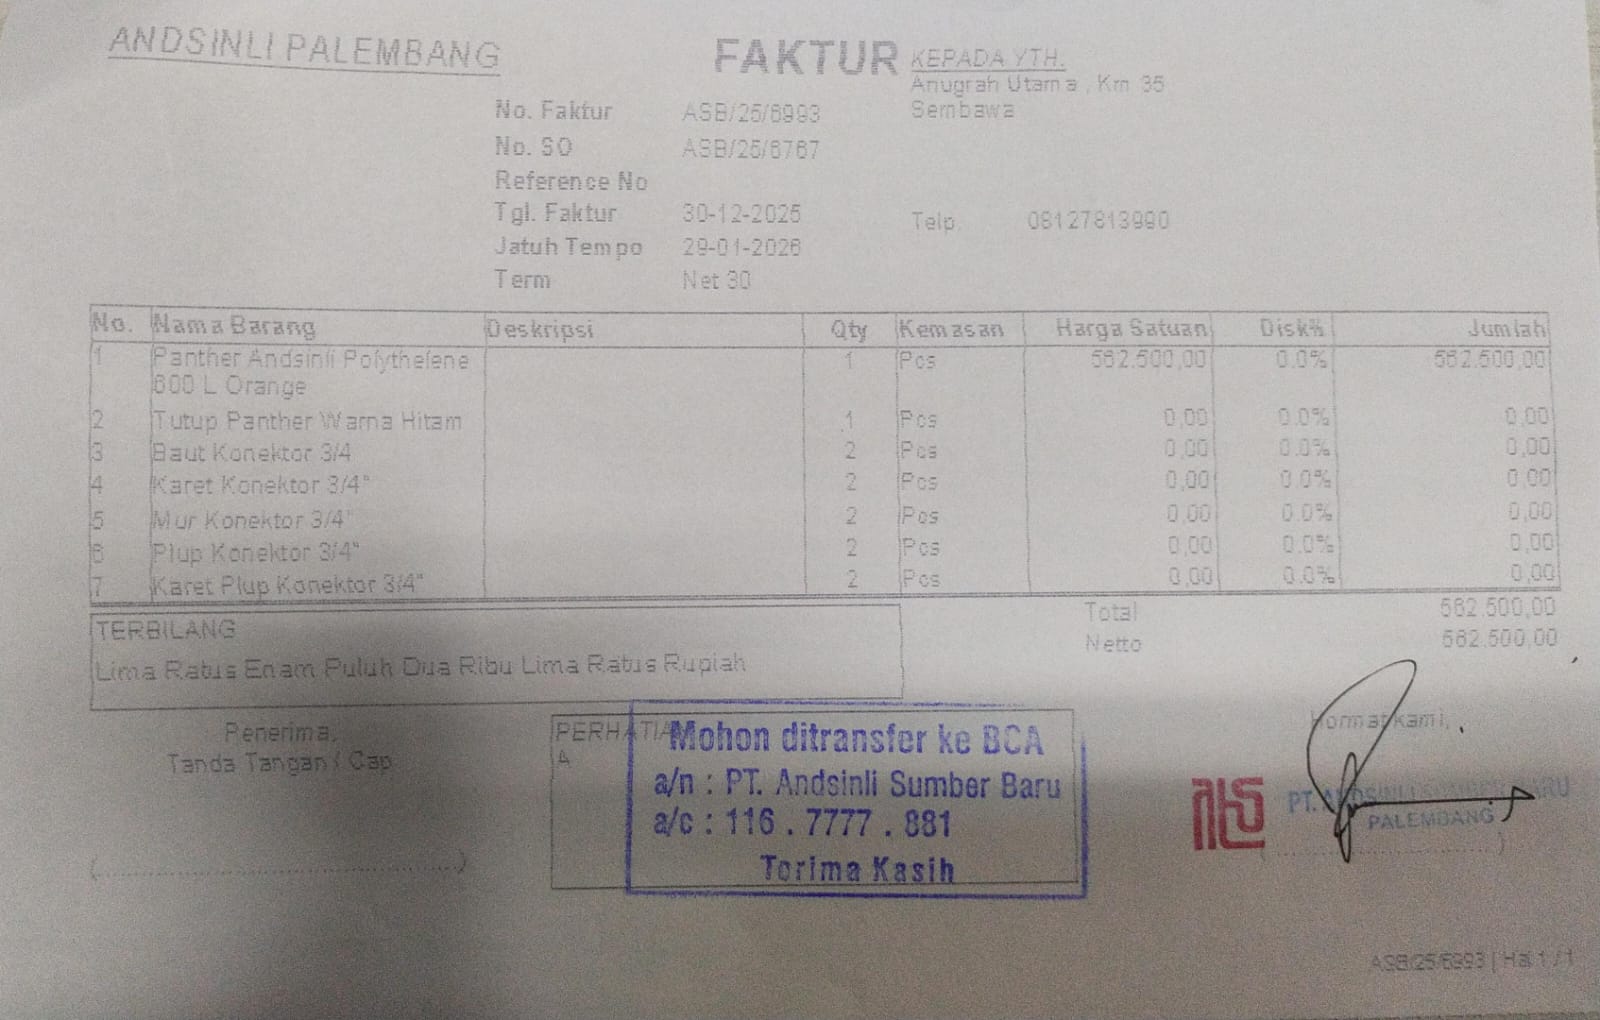 ANDSINLI PALEMBANG
FAKTUR
KEPADA YTH.
Anugrah Utama , Km 35
Sembawa
No. Faktur ASB/25/6993
No. SO ASB/25/6767
Reference No
Tgl. Faktur 30-12-2025
Telp. 08127813990
Jatuh Tempo 29-01-2026
Term Net 30
No. Nama Barang Deskripsi Qty Kemasan Harga Satuan Disk% Jumlah
1 Panther Andsinli Polythelene 1 Pcs 562.500,00 0.0% 562.500,00
600 L Orange
2 Tutup Panther Warna Hitam 1 Pcs 0,00 0.0% 0,00
3 Baut Konektor 3/4 2 Pcs 0,00 0.0% 0,00
4 Karet Konektor 3/4" 2 Pcs 0,00 0.0% 0,00
5 Mur Konektor 3/4" 2 Pcs 0,00 0.0% 0,00
6 Plup Konektor 3/4" 2 Pcs 0,00 0.0% 0,00
7 Karet Plup Konektor 3/4" 2 Pcs 0,00 0.0% 0,00
Total 562.500,00
Netto 562.500,00
TERBILANG
Lima Ratus Enam Puluh Dua Ribu Lima Ratus Rupiah
Penerima,
Tanda Tangan / Cap
PERHATIA
A
Mohon ditransfer ke BCA
a/n : PT. Andsinli Sumber Baru
a/c : 116 . 7777 . 881
Terima Kasih
Hormat kami,
PT. ANDSINLI SUMBER BARU
PALEMBANG
ASB/25/6993 | Hal 1 / 1